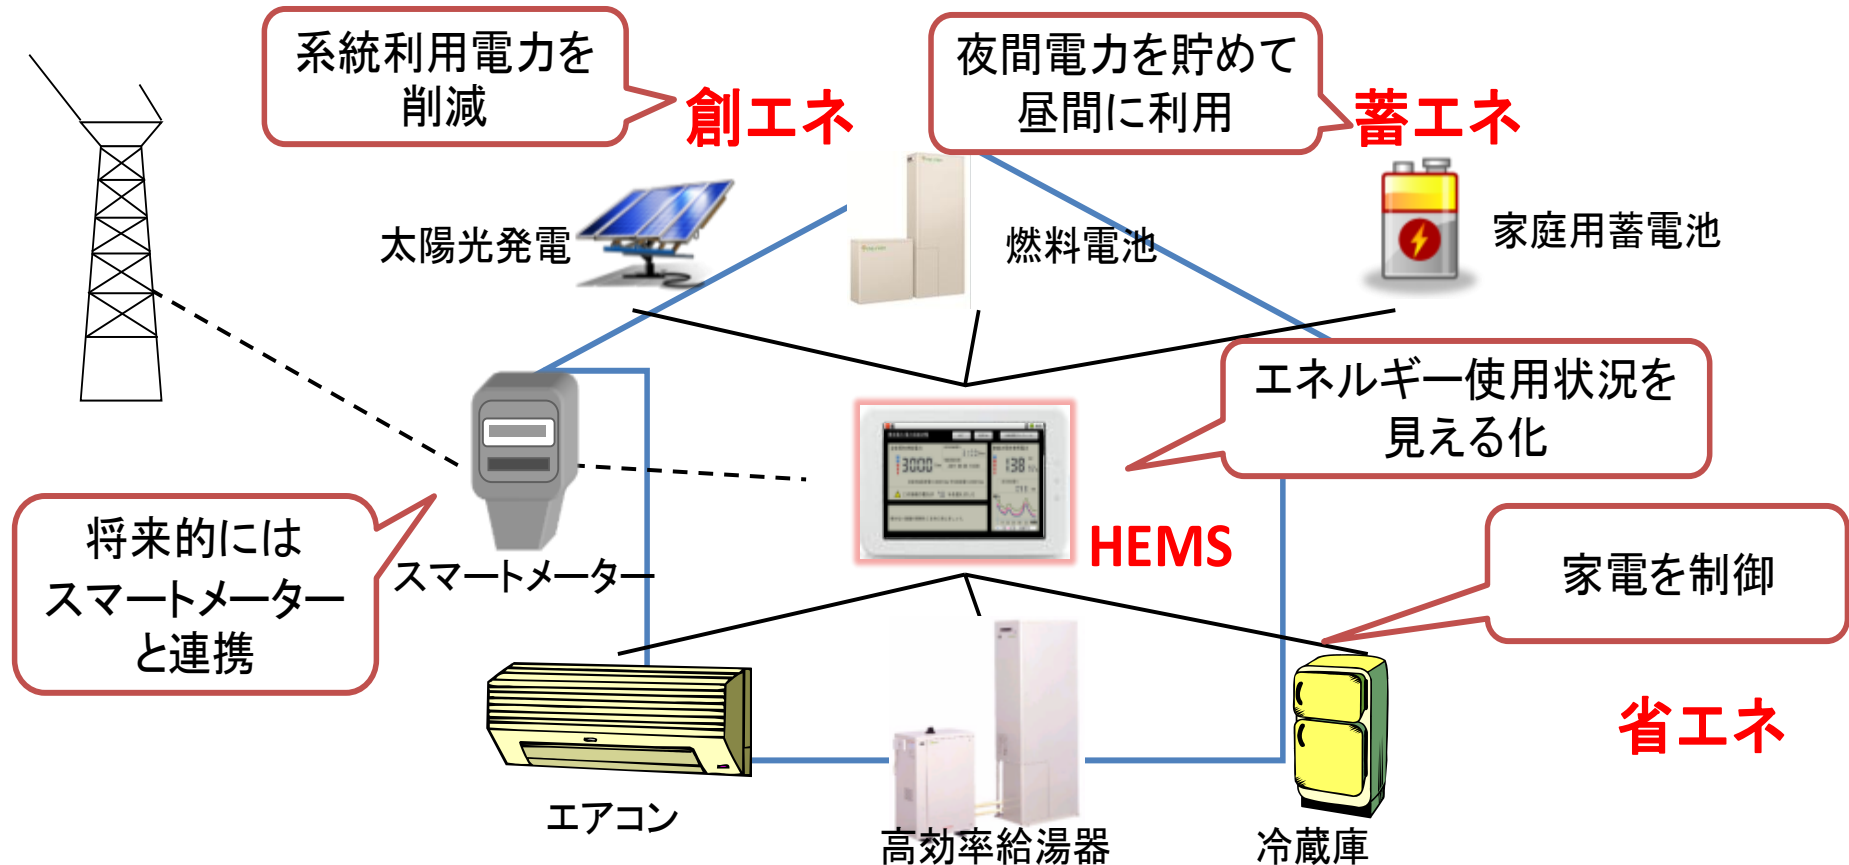 系統利用電力を
削減
創エネ
夜間電力を貯めて
昼間に利用
蓄エネ
太陽光発電
燃料電池
家庭用蓄電池
エネルギー使用状況を
見える化
3000
138
HEMS
将来的には
スマートメーター
と連携
スマートメーター
家電を制御
省エネ
エアコン
高効率給湯器
冷蔵庫